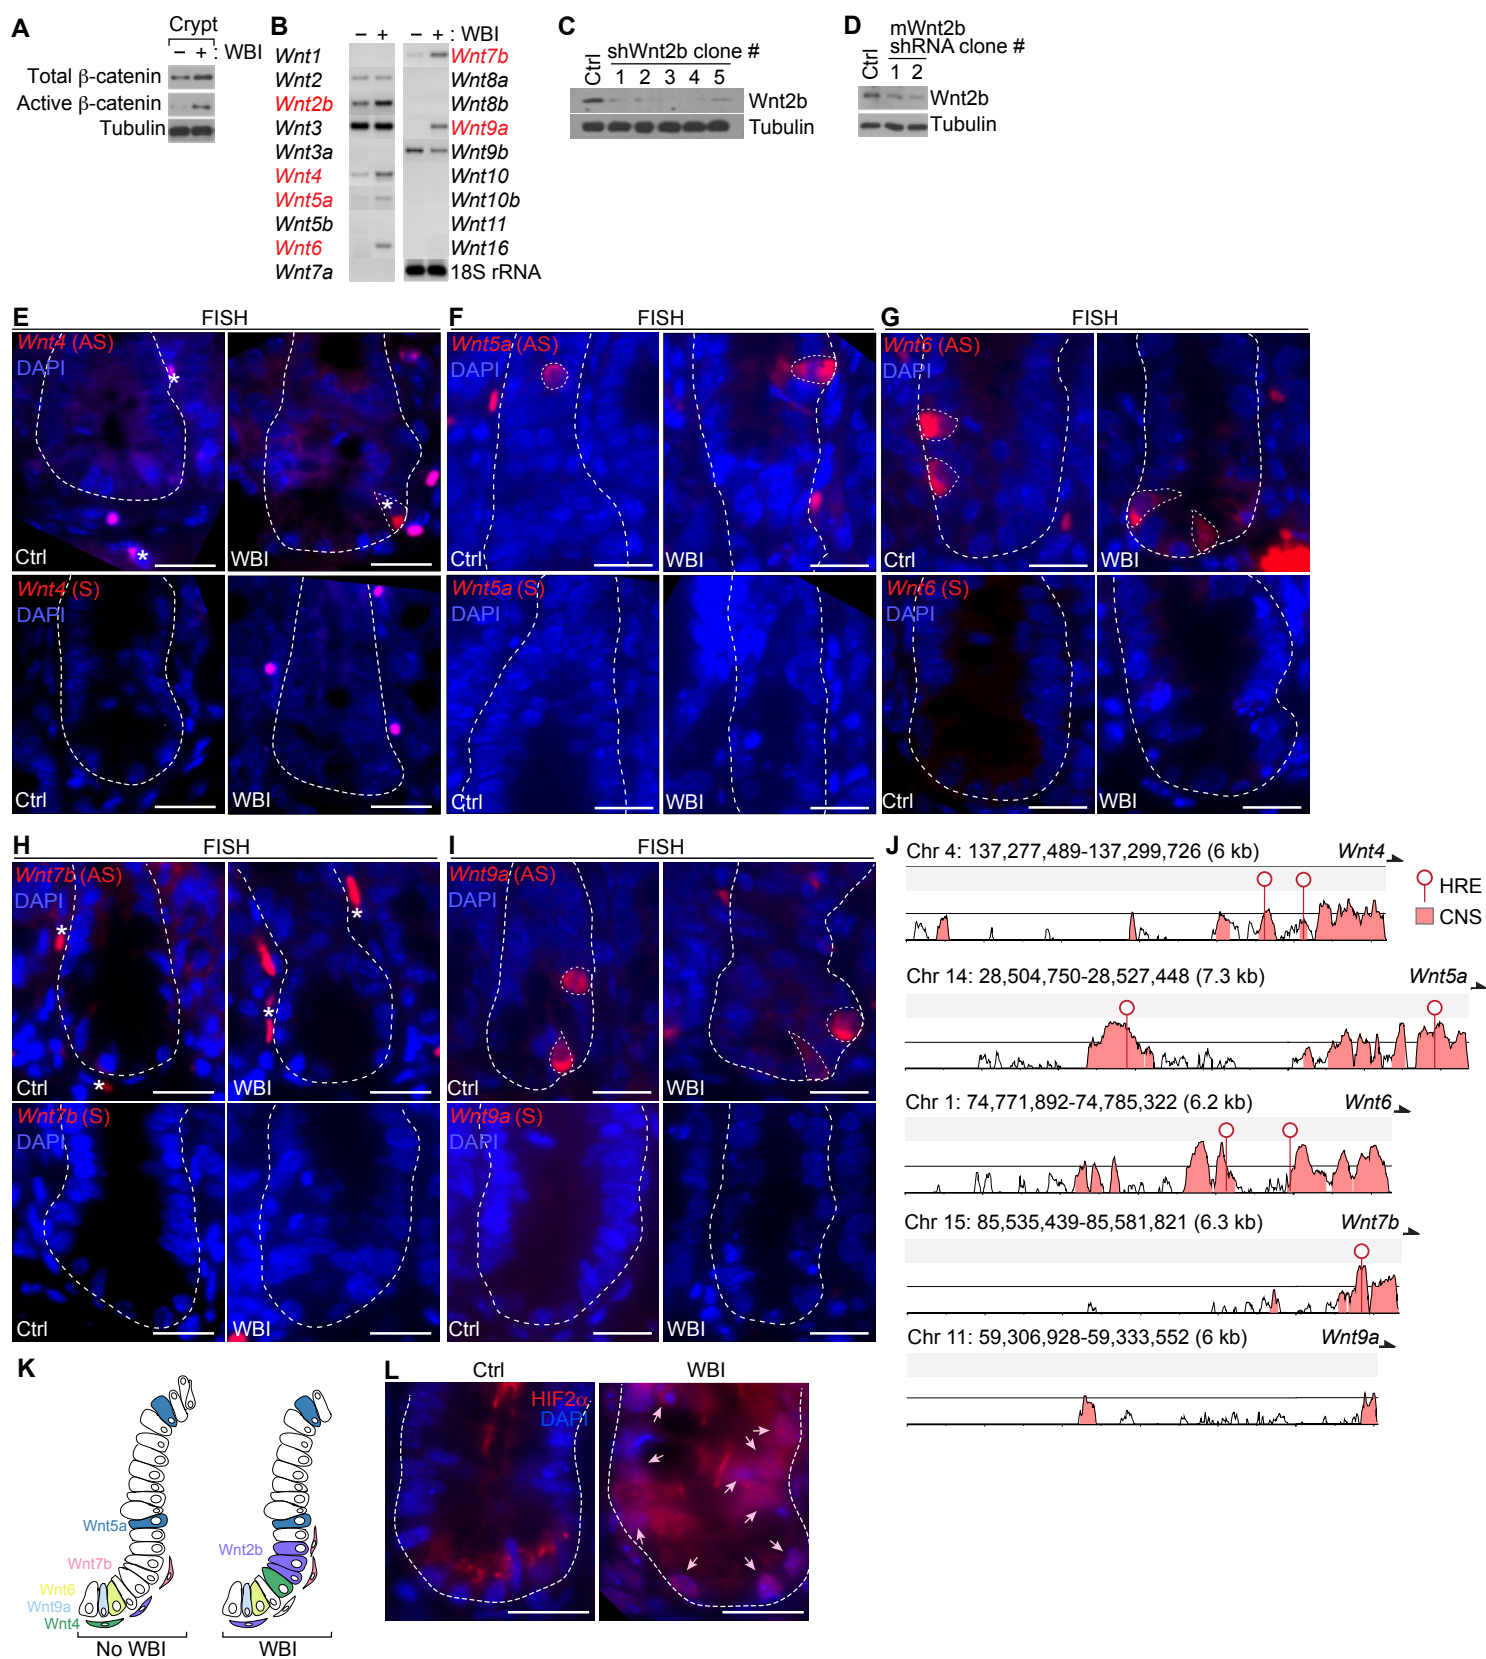 A
Crypt
– + : WBI
Total β-catenin
Active β-catenin
Tubulin
B
– + – + : WBI
Wnt1
Wnt2
Wnt2b
Wnt3
Wnt3a
Wnt4
Wnt5a
Wnt5b
Wnt6
Wnt7a
Wnt7b
Wnt8a
Wnt8b
Wnt9a
Wnt9b
Wnt10
Wnt10b
Wnt11
Wnt16
18S rRNA
C
Ctrl
shWnt2b clone #
1 2 3 4 5
Wnt2b
Tubulin
D
Ctrl
mWnt2b
shRNA clone #
1 2
Wnt2b
Tubulin
E
FISH
Wnt4 (AS)
DAPI
*
*
Ctrl
*
WBI
Wnt4 (S)
DAPI
Ctrl
WBI
F
FISH
Wnt5a (AS)
DAPI
Ctrl
WBI
Wnt5a (S)
DAPI
Ctrl
WBI
G
FISH
Wnt6 (AS)
DAPI
Ctrl
WBI
Wnt6 (S)
DAPI
Ctrl
WBI
H
FISH
Wnt7b (AS)
DAPI
*
*
Ctrl
*
*
WBI
Wnt7b (S)
DAPI
Ctrl
WBI
I
FISH
Wnt9a (AS)
DAPI
Ctrl
WBI
Wnt9a (S)
DAPI
Ctrl
WBI
J
Chr 4: 137,277,489-137,299,726 (6 kb) Wnt4
HRE
CNS
Chr 14: 28,504,750-28,527,448 (7.3 kb) Wnt5a
Chr 1: 74,771,892-74,785,322 (6.2 kb) Wnt6
Chr 15: 85,535,439-85,581,821 (6.3 kb) Wnt7b
Chr 11: 59,306,928-59,333,552 (6 kb) Wnt9a
K
Wnt5a
Wnt7b
Wnt6
Wnt9a
Wnt4
No WBI
Wnt2b
WBI
L
Ctrl
WBI
HIF2α
DAPI